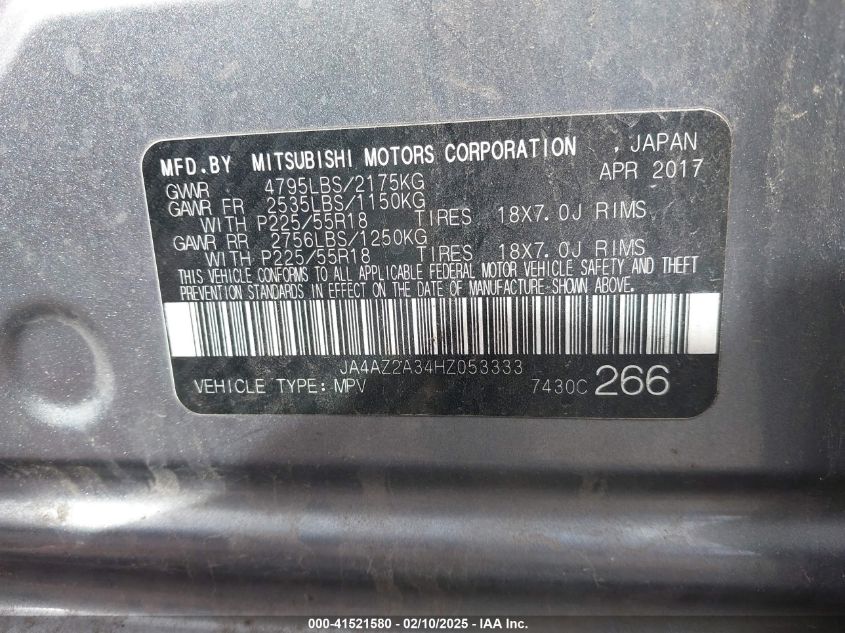 MFD.BY MITSUBISHI MOTORS CORPORATION , JAPAN
GVWR 4795LBS/2175KG APR 2017
GAWR FR 2535LBS/1150KG
WITH P225/55R18 TIRES 18X7.0J RIMS
GAWR RR 2756LBS/1250KG
WITH P225/55R18 TIRES 18X7.0J RIMS
THIS VEHICLE CONFORMS TO ALL APPLICABLE FEDERAL MOTOR VEHICLE SAFETY AND THEFT
PREVENTION STANDARDS IN EFFECT ON THE DATE OF MANUFACTURE SHOWN ABOVE.
JA4AZ2A34HZ053333
VEHICLE TYPE: MPV 7430C 266
000-41521580 - 02/10/2025 - IAA Inc.